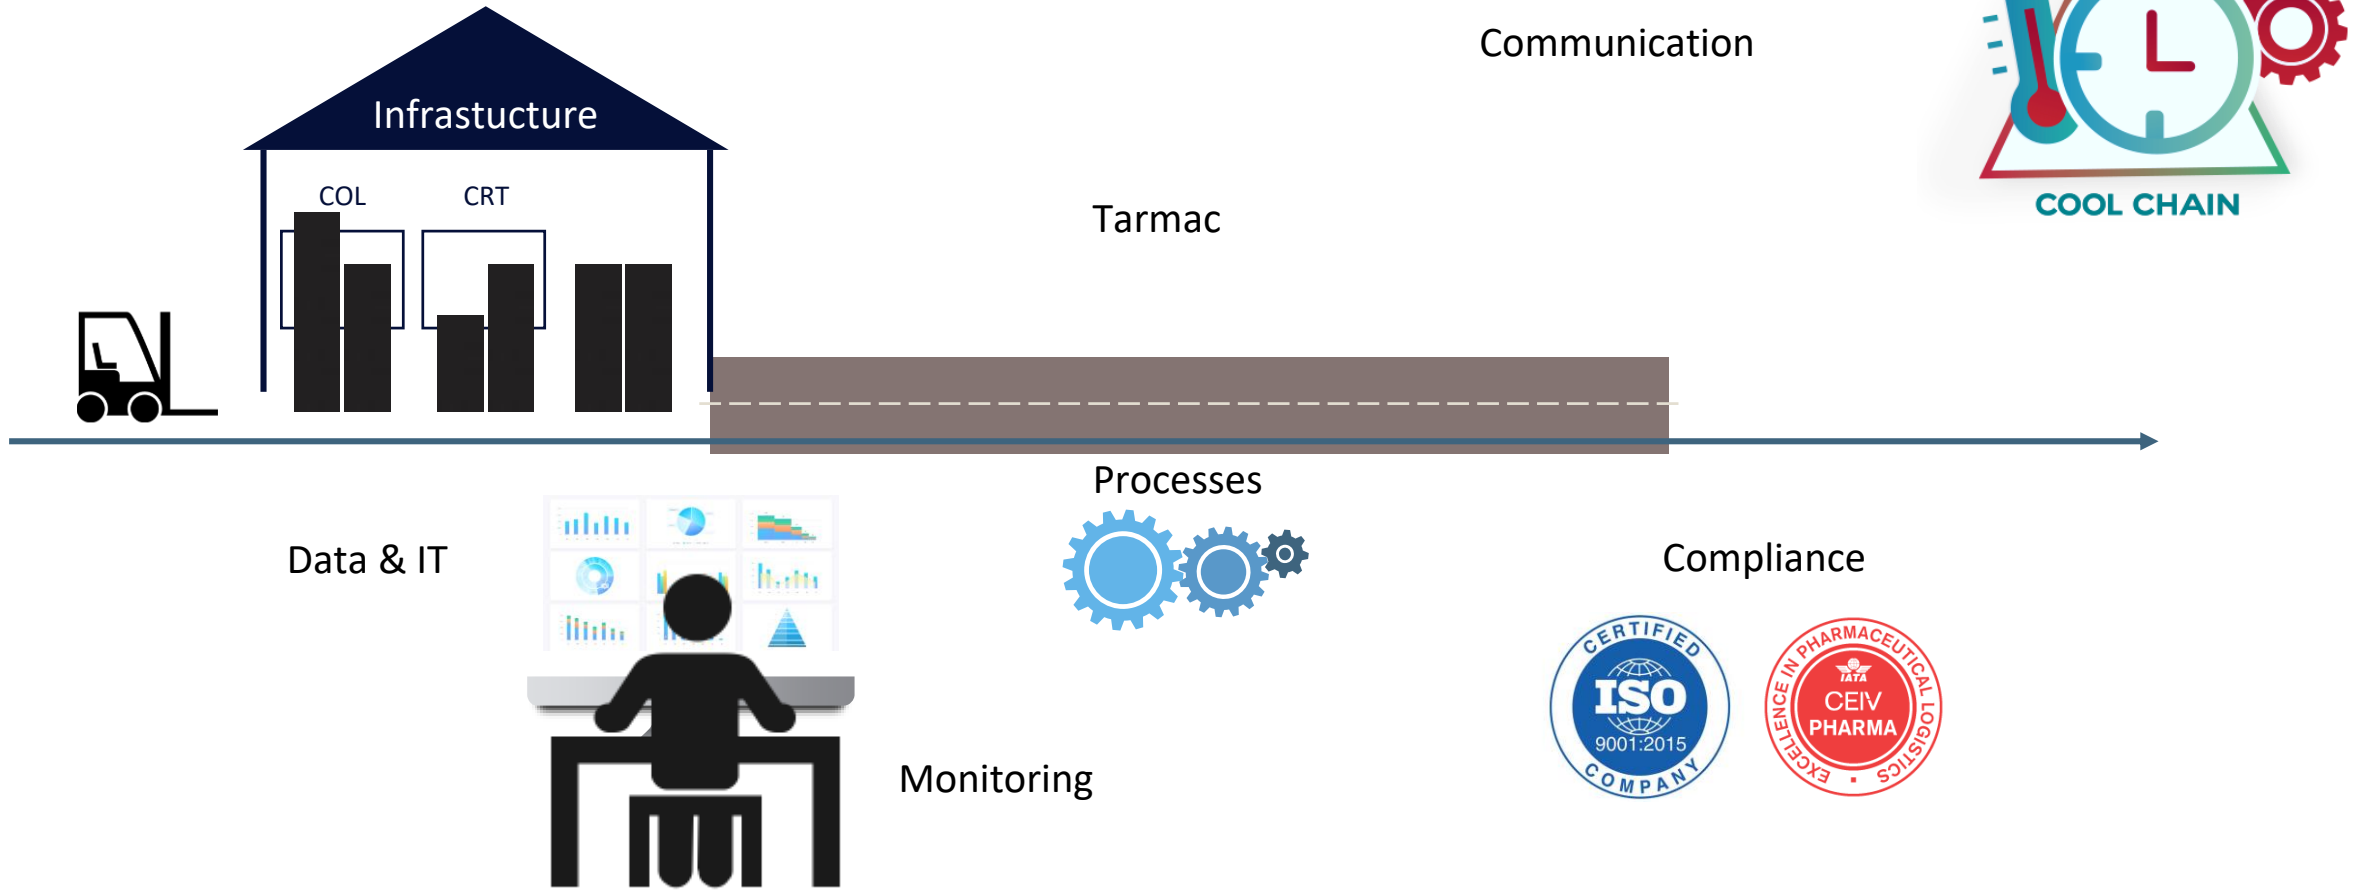 Communication
Infrastucture
COL
CRT
Tarmac
COOL CHAIN
Processes
Data & IT
Compliance
CERTIFIED
ISO
9001:2015
COMPANY
EXCELLENCE IN PHARMACEUTICAL LOGISTICS
IATA
CEIV
PHARMA
Monitoring